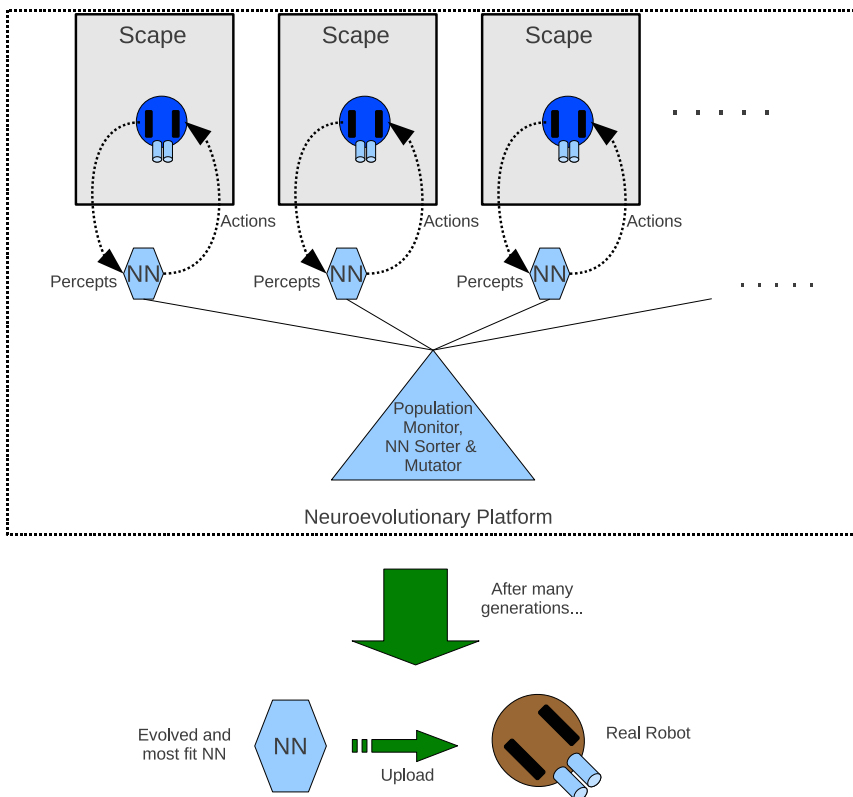 Scape
Scape
Scape
. . . . .
Actions
Actions
Actions
Percepts
NN
Percepts
NN
Percepts
NN
. . . . .
Population
Monitor,
NN Sorter &
Mutator
Neuroevolutionary Platform
After many
generations...
Evolved and
most fit NN
NN
Upload
Real Robot